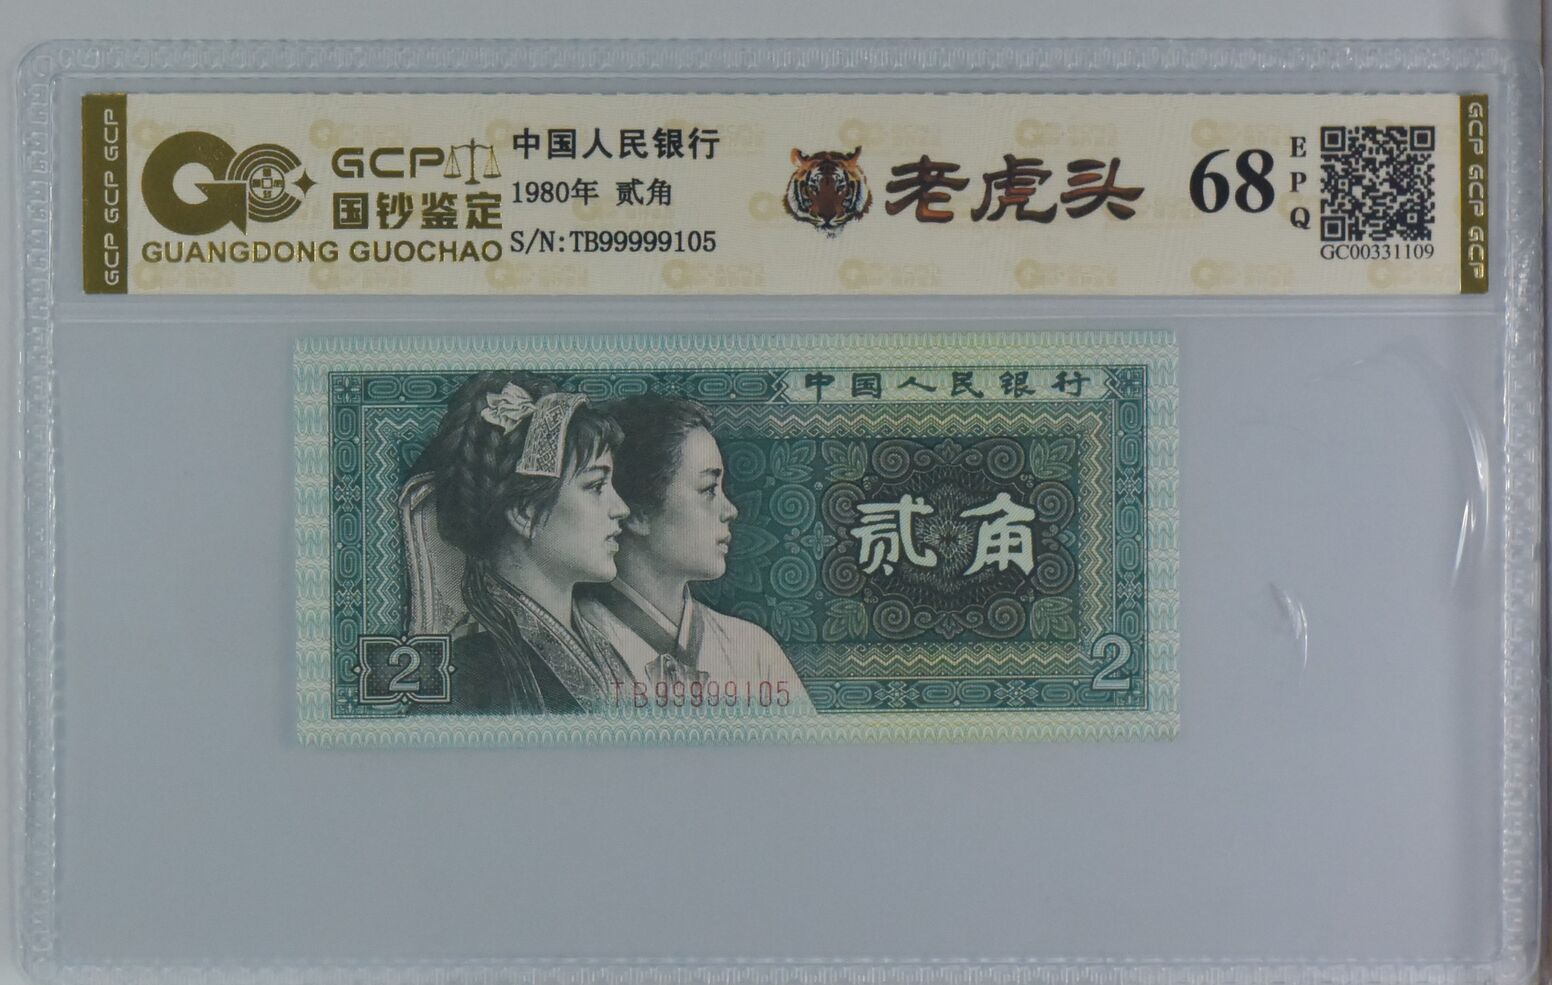 GCP GCP GCP
GCP
国钞鉴定
GUANGDONG GUOCHAO
中国人民银行
1980年 贰角
S/N:TB99999105
老虎头
68
EPQ
GC00331109
GCP GCP GCP
中国人民银行
贰角
2
2
TB99999105